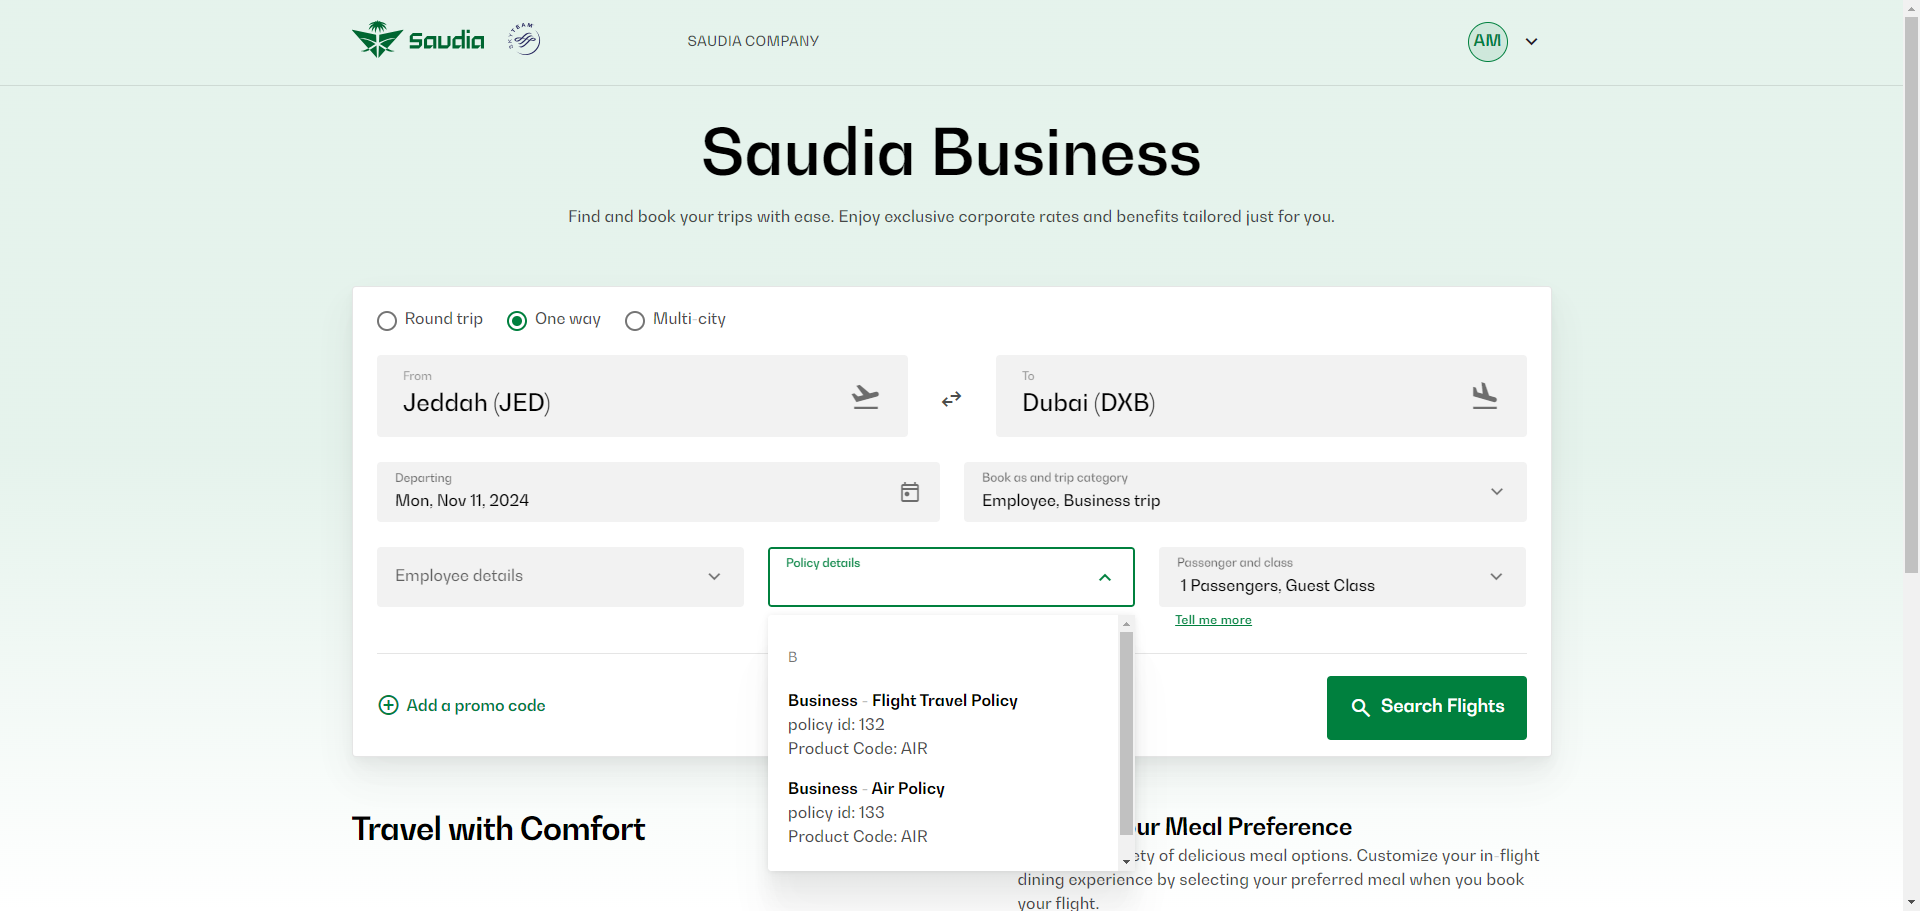 Saudia
SKYTEAM
SAUDIA COMPANY
AM
Saudia Business
Find and book your trips with ease. Enjoy exclusive corporate rates and benefits tailored just for you.
Round trip
One way
Multi-city
From
Jeddah (JED)
To
Dubai (DXB)
Departing
Mon, Nov 11, 2024
Book as and trip category
Employee, Business trip
Employee details
Policy details
Passenger and class
1 Passengers, Guest Class
Tell me more
B
Business - Flight Travel Policy
policy id: 132
Product Code: AIR
Business - Air Policy
policy id: 133
Product Code: AIR
Add a promo code
Search Flights
Travel with Comfort
ur Meal Preference
ety of delicious meal options. Customize your in-flight
dining experience by selecting your preferred meal when you book
your flight.